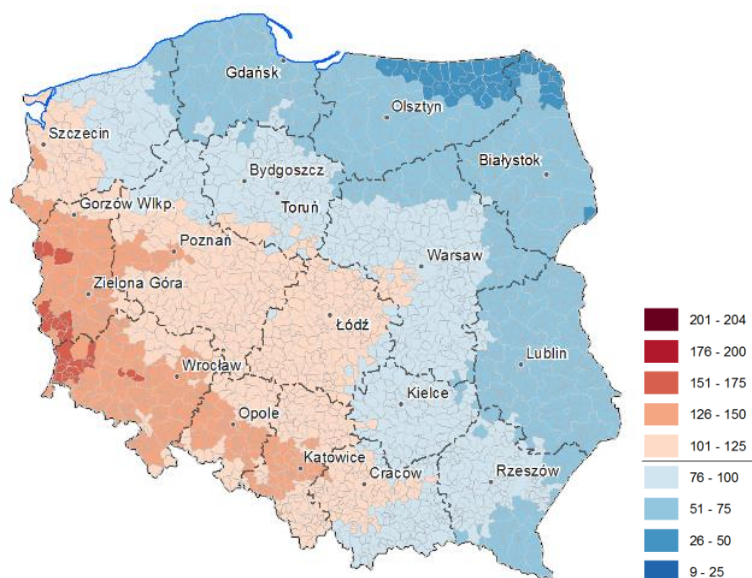 Gdańsk
Olsztyn
Szczecin
Białystok
Bydgoszcz
Toruń
Gorzów Wlkp.
Poznań
Warsaw
Zielona Góra
Łódź
Lublin
Wrocław
Kielce
Opole
Katowice
Craców
Rzeszów
201 - 204
176 - 200
151 - 175
126 - 150
101 - 125
76 - 100
51 - 75
26 - 50
9 - 25